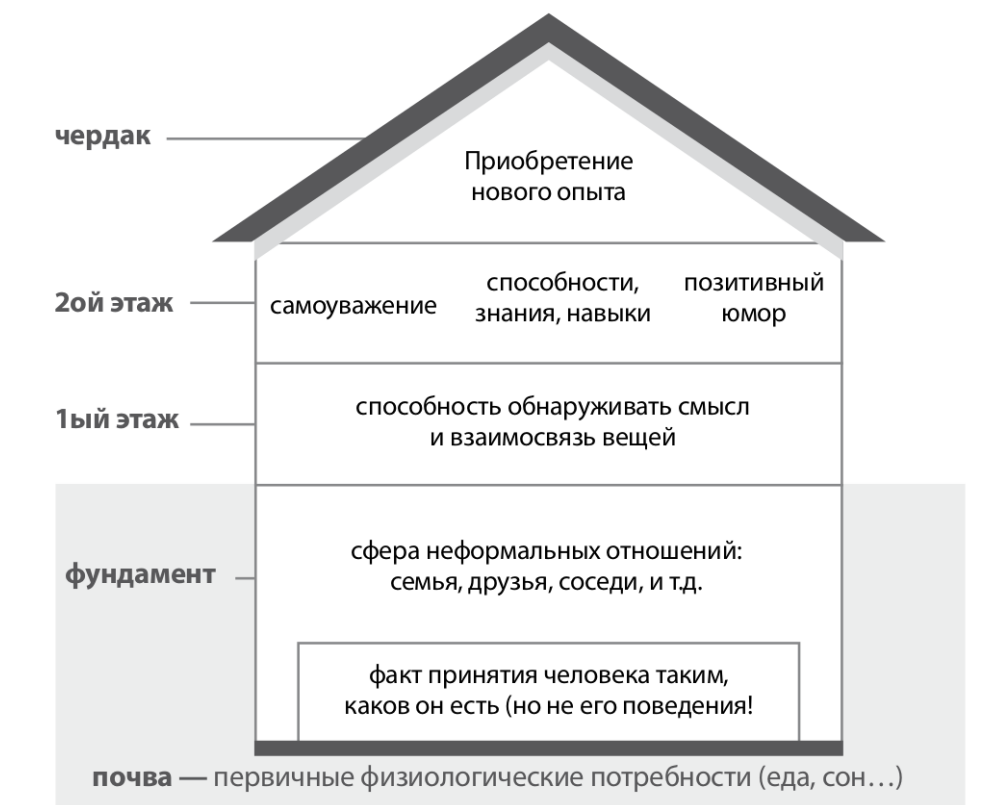 чердак
Приобретение
нового опыта
2ой этаж
самоуважение
способности,
знания, навыки
позитивный
юмор
1ый этаж
способность обнаруживать смысл
и взаимосвязь вещей
фундамент
сфера неформальных отношений:
семья, друзья, соседи, и т.д.
факт принятия человека таким,
каков он есть (но не его поведения!
почва — первичные физиологические потребности (еда, сон…)